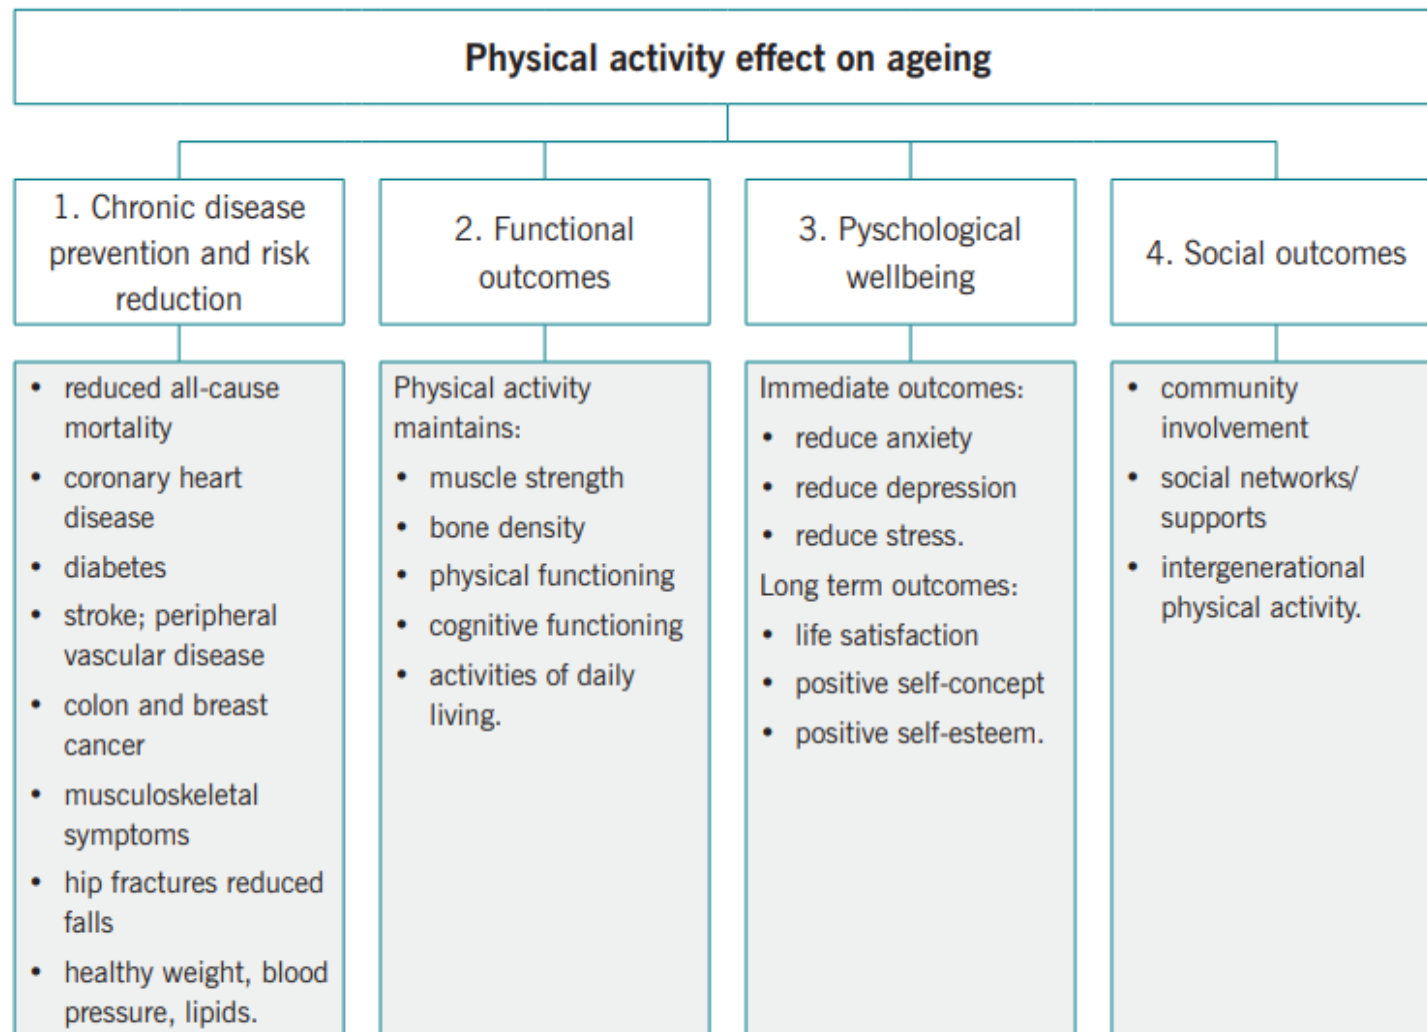 Physical activity effect on ageing
1. Chronic disease
prevention and risk
reduction
• reduced all-cause
mortality
• coronary heart
disease
• diabetes
• stroke; peripheral
vascular disease
• colon and breast
cancer
• musculoskeletal
symptoms
• hip fractures reduced
falls
• healthy weight, blood
pressure, lipids.
2. Functional
outcomes
Physical activity
maintains:
• muscle strength
• bone density
• physical functioning
• cognitive functioning
• activities of daily
living.
3. Pyschological
wellbeing
Immediate outcomes:
• reduce anxiety
• reduce depression
• reduce stress.
Long term outcomes:
• life satisfaction
• positive self-concept
• positive self-esteem.
4. Social outcomes
• community
involvement
• social networks/
supports
• intergenerational
physical activity.